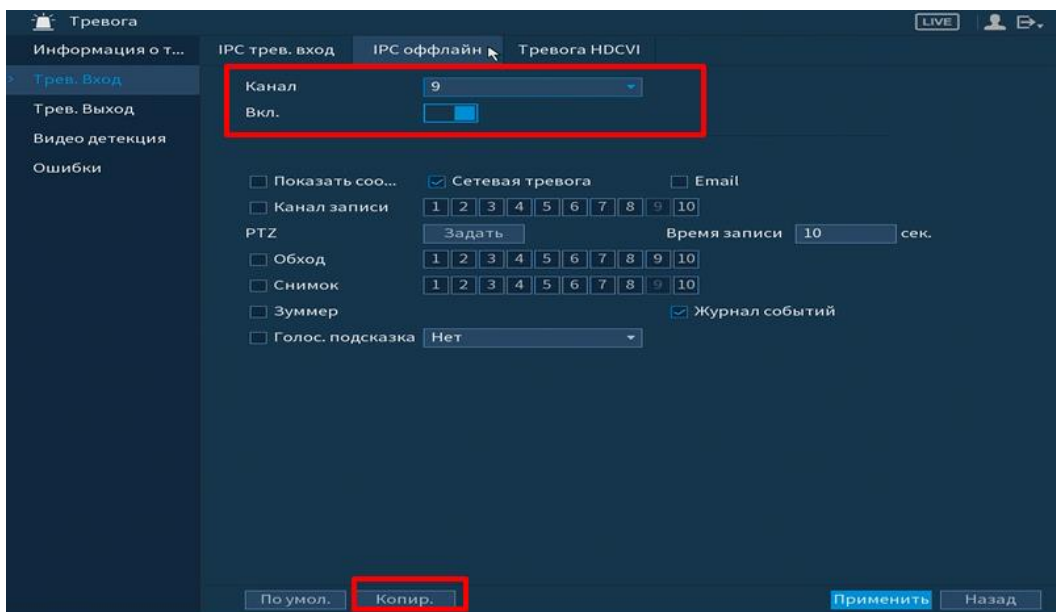 Тревога LIVE
Информация о т... IPC трев. вход IPC оффлайн Тревога HDCVI
Трев. Вход
Канал 9
Трев. Выход
Вкл.
Видео детекция
Ошибки
Показать соо... Сетевая тревога Email
Канал записи 1 2 3 4 5 6 7 8 9 10
PTZ Задать Время записи 10 сек.
Обход 1 2 3 4 5 6 7 8 9 10
Снимок 1 2 3 4 5 6 7 8 9 10
Зуммер Журнал событий
Голос. подсказка Нет
По умол. Копир. Применить Назад